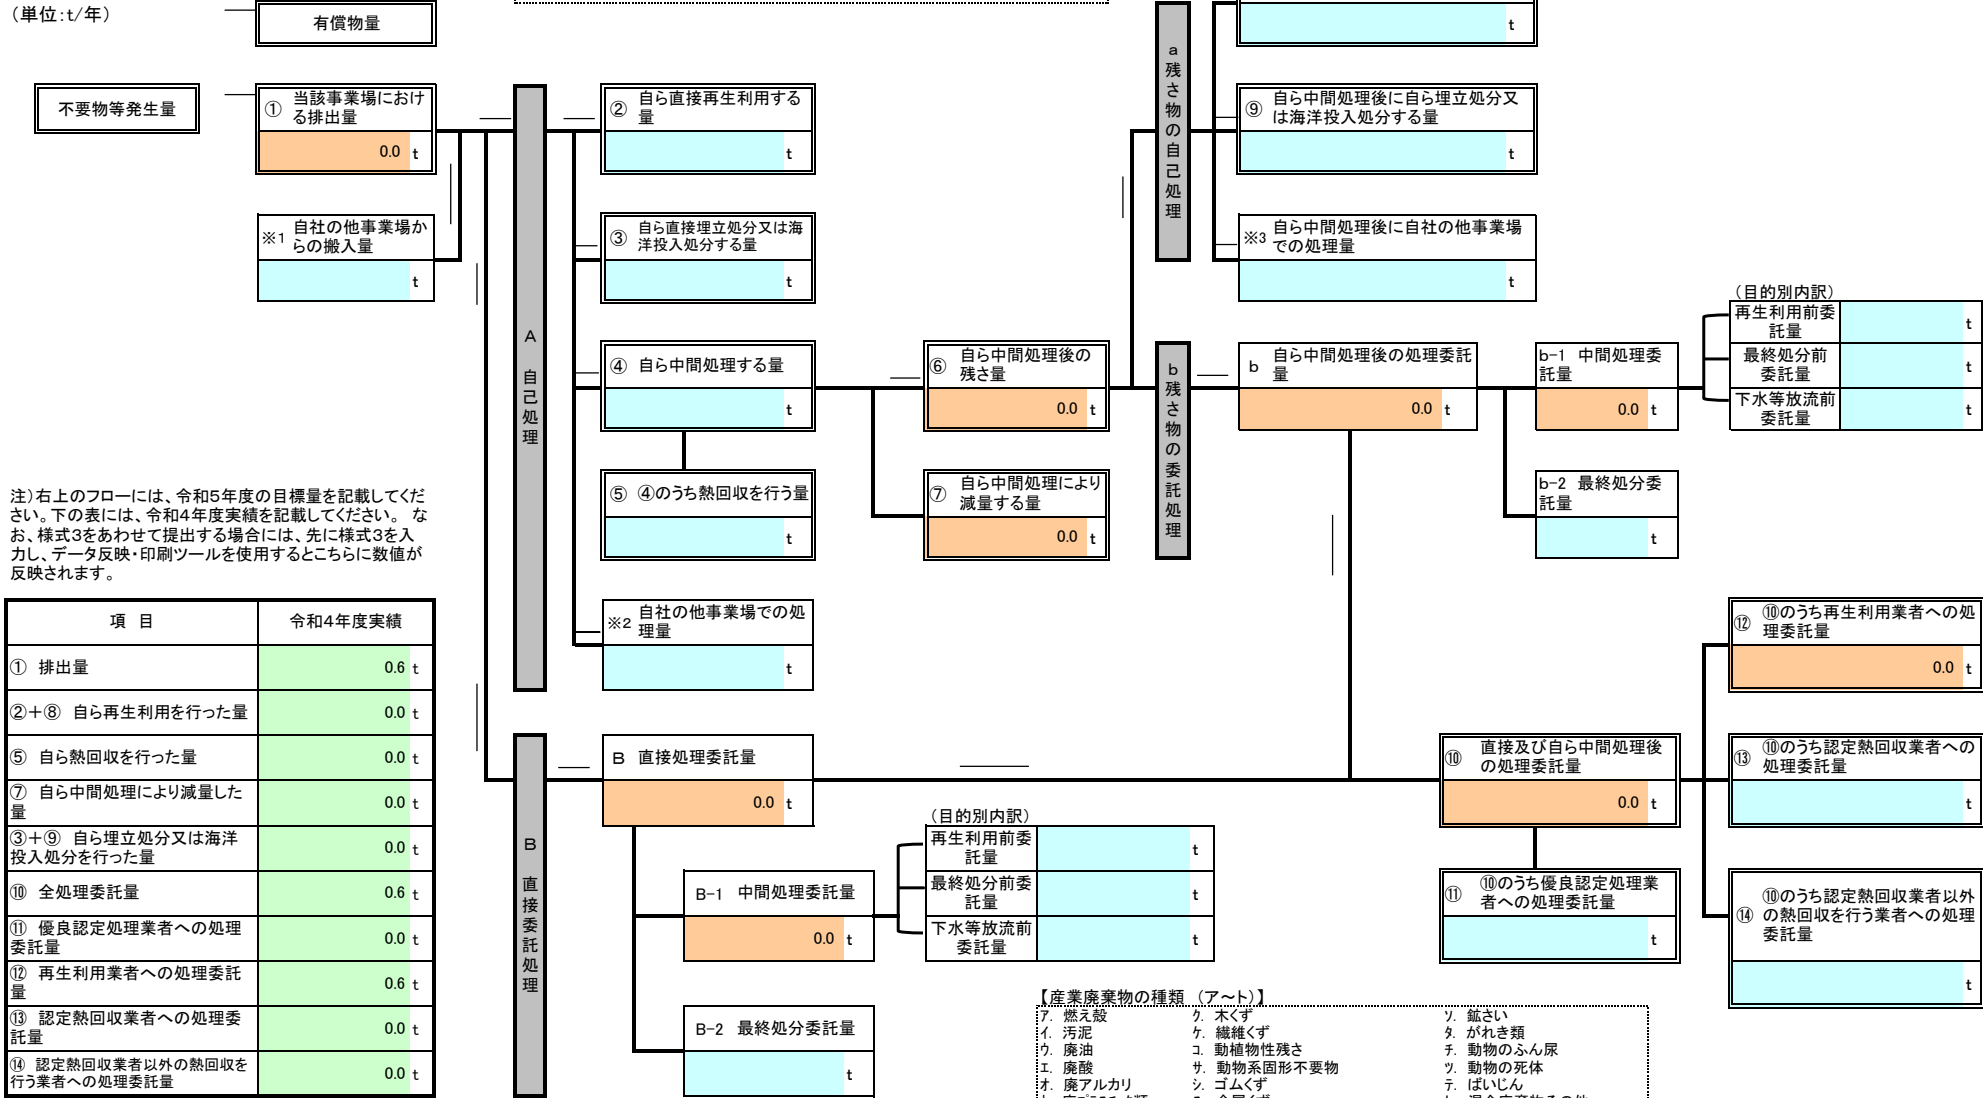 （単位:t/年）
有償物量
t
不要物等発生量
① 当該事業場におけ
る排出量
0.0 t
※1 自社の他事業場か
らの搬入量
t
A 自己処理
② 自ら直接再生利用する
量
t
③ 自ら直接埋立処分又は海
洋投入処分する量
t
④ 自ら中間処理する量
t
⑤ ④のうち熱回収を行う量
t
※2 自社の他事業場での処
理量
t
⑥ 自ら中間処理後の
残さ量
0.0 t
⑦ 自ら中間処理により
減量する量
0.0 t
a 残さ物の自己処理
⑨ 自ら中間処理後に自ら埋立処分又
は海洋投入処分する量
t
※3 自ら中間処理後に自社の他事業場
での処理量
t
b 残さ物の委託処理
b 自ら中間処理後の処理委託
量
0.0 t
b-1 中間処理委
託量
0.0 t
b-2 最終処分委
託量
t
（目的別内訳）
再生利用前委
託量
t
最終処分前
委託量
t
下水等放流前
委託量
t
注）右上のフローには、令和5年度の目標量を記載してくだ
さい。下の表には、令和4年度実績を記載してください。 な
お、様式3をあわせて提出する場合には、先に様式3を入
力し、データ反映・印刷ツールを使用するとこちらに数値が
反映されます。
項 目 令和4年度実績
① 排出量 0.6 t
②＋⑧ 自ら再生利用を行った量 0.0 t
⑤ 自ら熱回収を行った量 0.0 t
⑦ 自ら中間処理により減量した
量 0.0 t
③＋⑨ 自ら埋立処分又は海洋
投入処分を行った量 0.0 t
⑩ 全処理委託量 0.6 t
⑪ 優良認定処理業者への処理
委託量 0.0 t
⑫ 再生利用業者への処理委託
量 0.6 t
⑬ 認定熱回収業者への処理委
託量 0.0 t
⑭ 認定熱回収業者以外の熱回収を
行う業者への処理委託量 0.0 t
B 直接委託処理
B 直接処理委託量
0.0 t
B-1 中間処理委託量
0.0 t
B-2 最終処分委託量
t
（目的別内訳）
再生利用前委
託量
t
最終処分前委
託量
t
下水等放流前
委託量
t
⑩ 直接及び自ら中間処理後
の処理委託量
0.0 t
⑪ ⑩のうち優良認定処理業
者への処理委託量
t
⑫ ⑩のうち再生利用業者への処
理委託量
0.0 t
⑬ ⑩のうち認定熱回収業者への
処理委託量
t
⑭ ⑩のうち認定熱回収業者以外
の熱回収を行う業者への処理
委託量
t
【産業廃棄物の種類 （ア～ト）】
ア. 燃え殻 ク. 木くず ソ. 鉱さい
イ. 汚泥 ケ. 繊維くず タ. がれき類
ウ. 廃油 コ. 動植物性残さ チ. 動物のふん尿
エ. 廃酸 サ. 動物系固形不要物 ツ. 動物の死体
オ. 廃アルカリ シ. ゴムくず テ. ばいじん